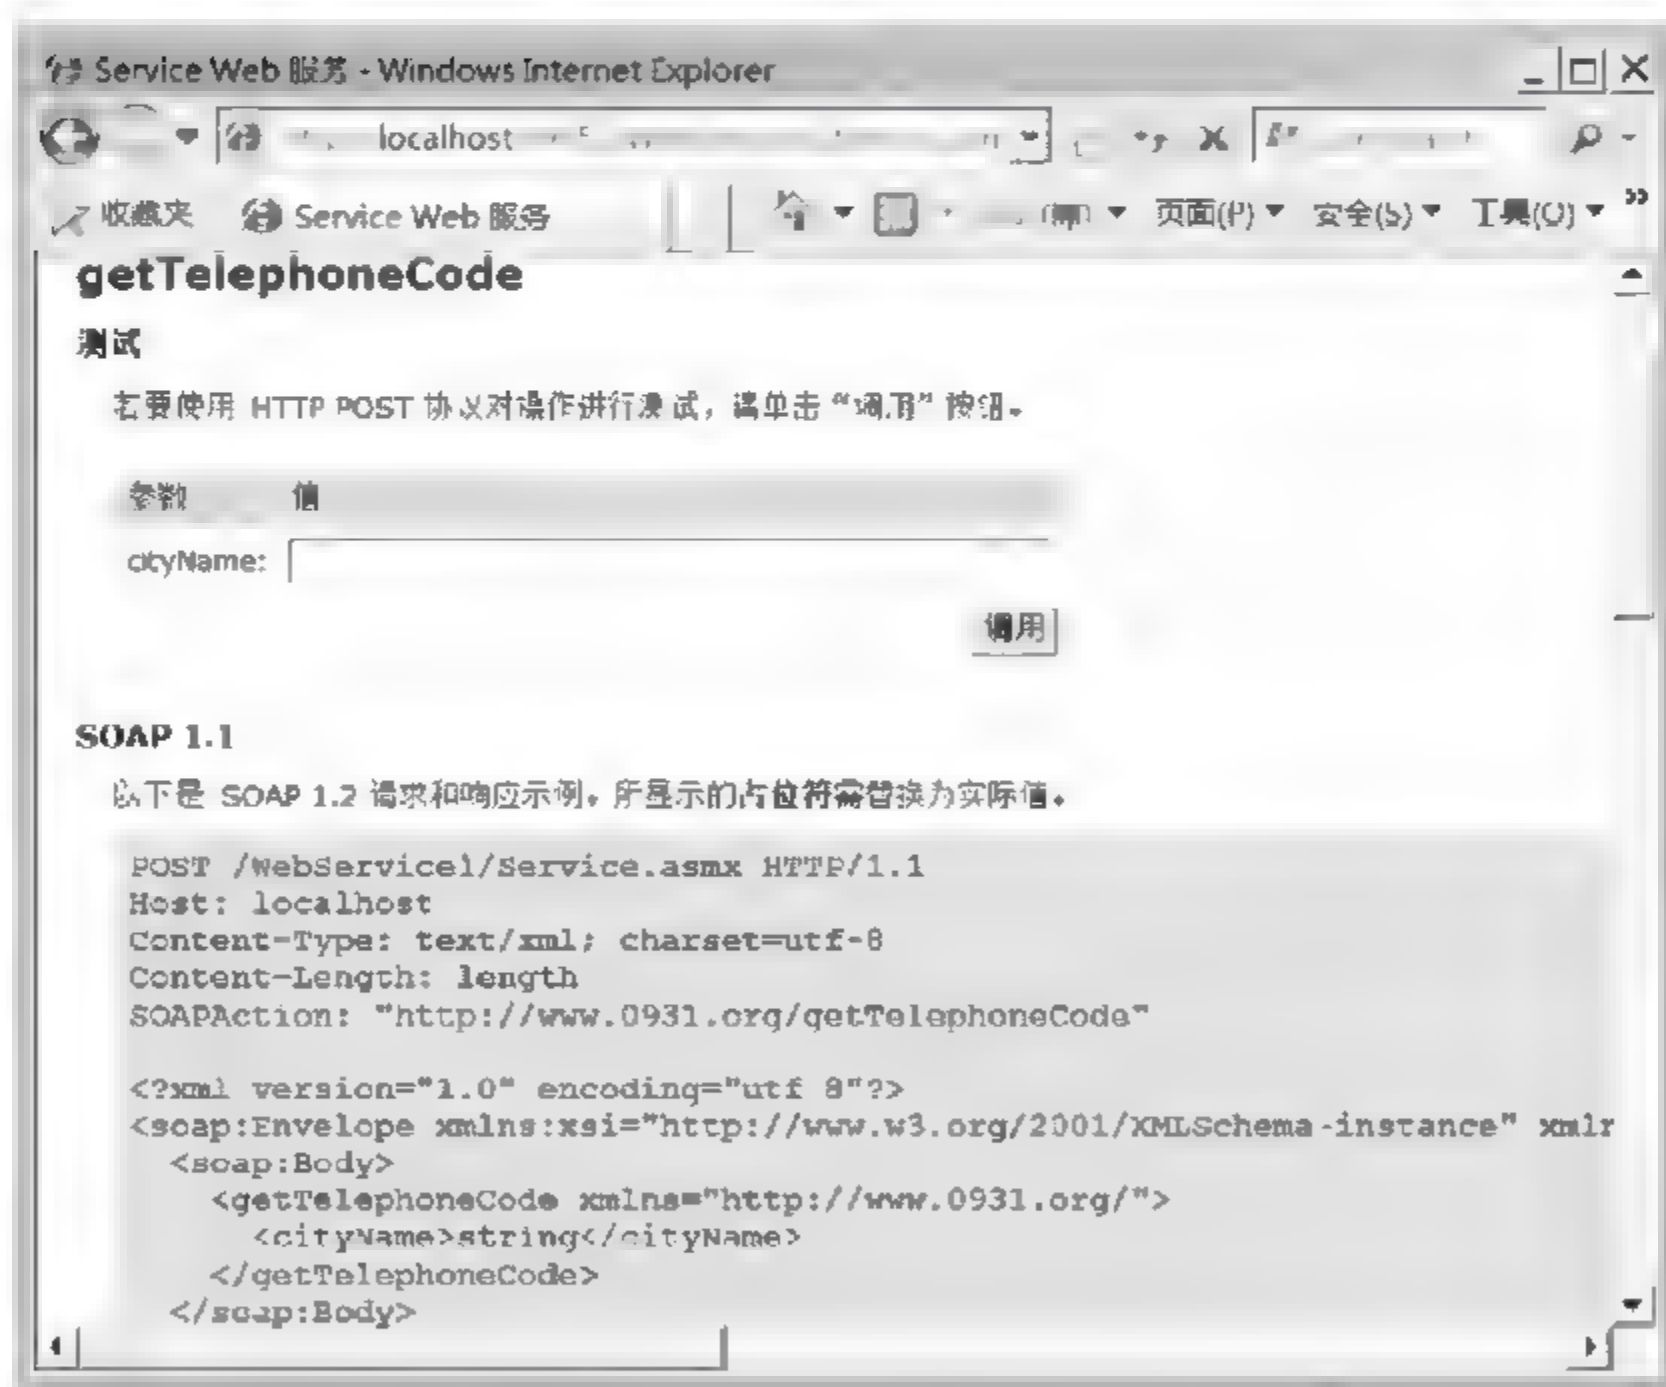 Service Web 服务 - Windows Internet Explorer
localhost
收藏夹 Service Web 服务 页面(P) 安全(S) 工具(O) »
getTelephoneCode
测试
若要使用 HTTP POST 协议对操作进行测试，请单击“调用”按钮。
参数 值
cityName:
调用
SOAP 1.1
以下是 SOAP 1.2 请求和响应示例。所显示的占位符需替换为实际值。
POST /WebService1/Service.asmx HTTP/1.1
Host: localhost
Content-Type: text/xml; charset=utf-8
Content-Length: length
SOAPAction: "http://www.0931.org/getTelephoneCode"
<?xml version="1.0" encoding="utf 8"?>
<soap:Envelope xmlns:xsi="http://www.w3.org/2001/XMLSchema-instance" xmlr
<soap:Body>
<getTelephoneCode xmlns="http://www.0931.org/">
<cityName>string</cityName>
</getTelephoneCode>
</soap:Body>